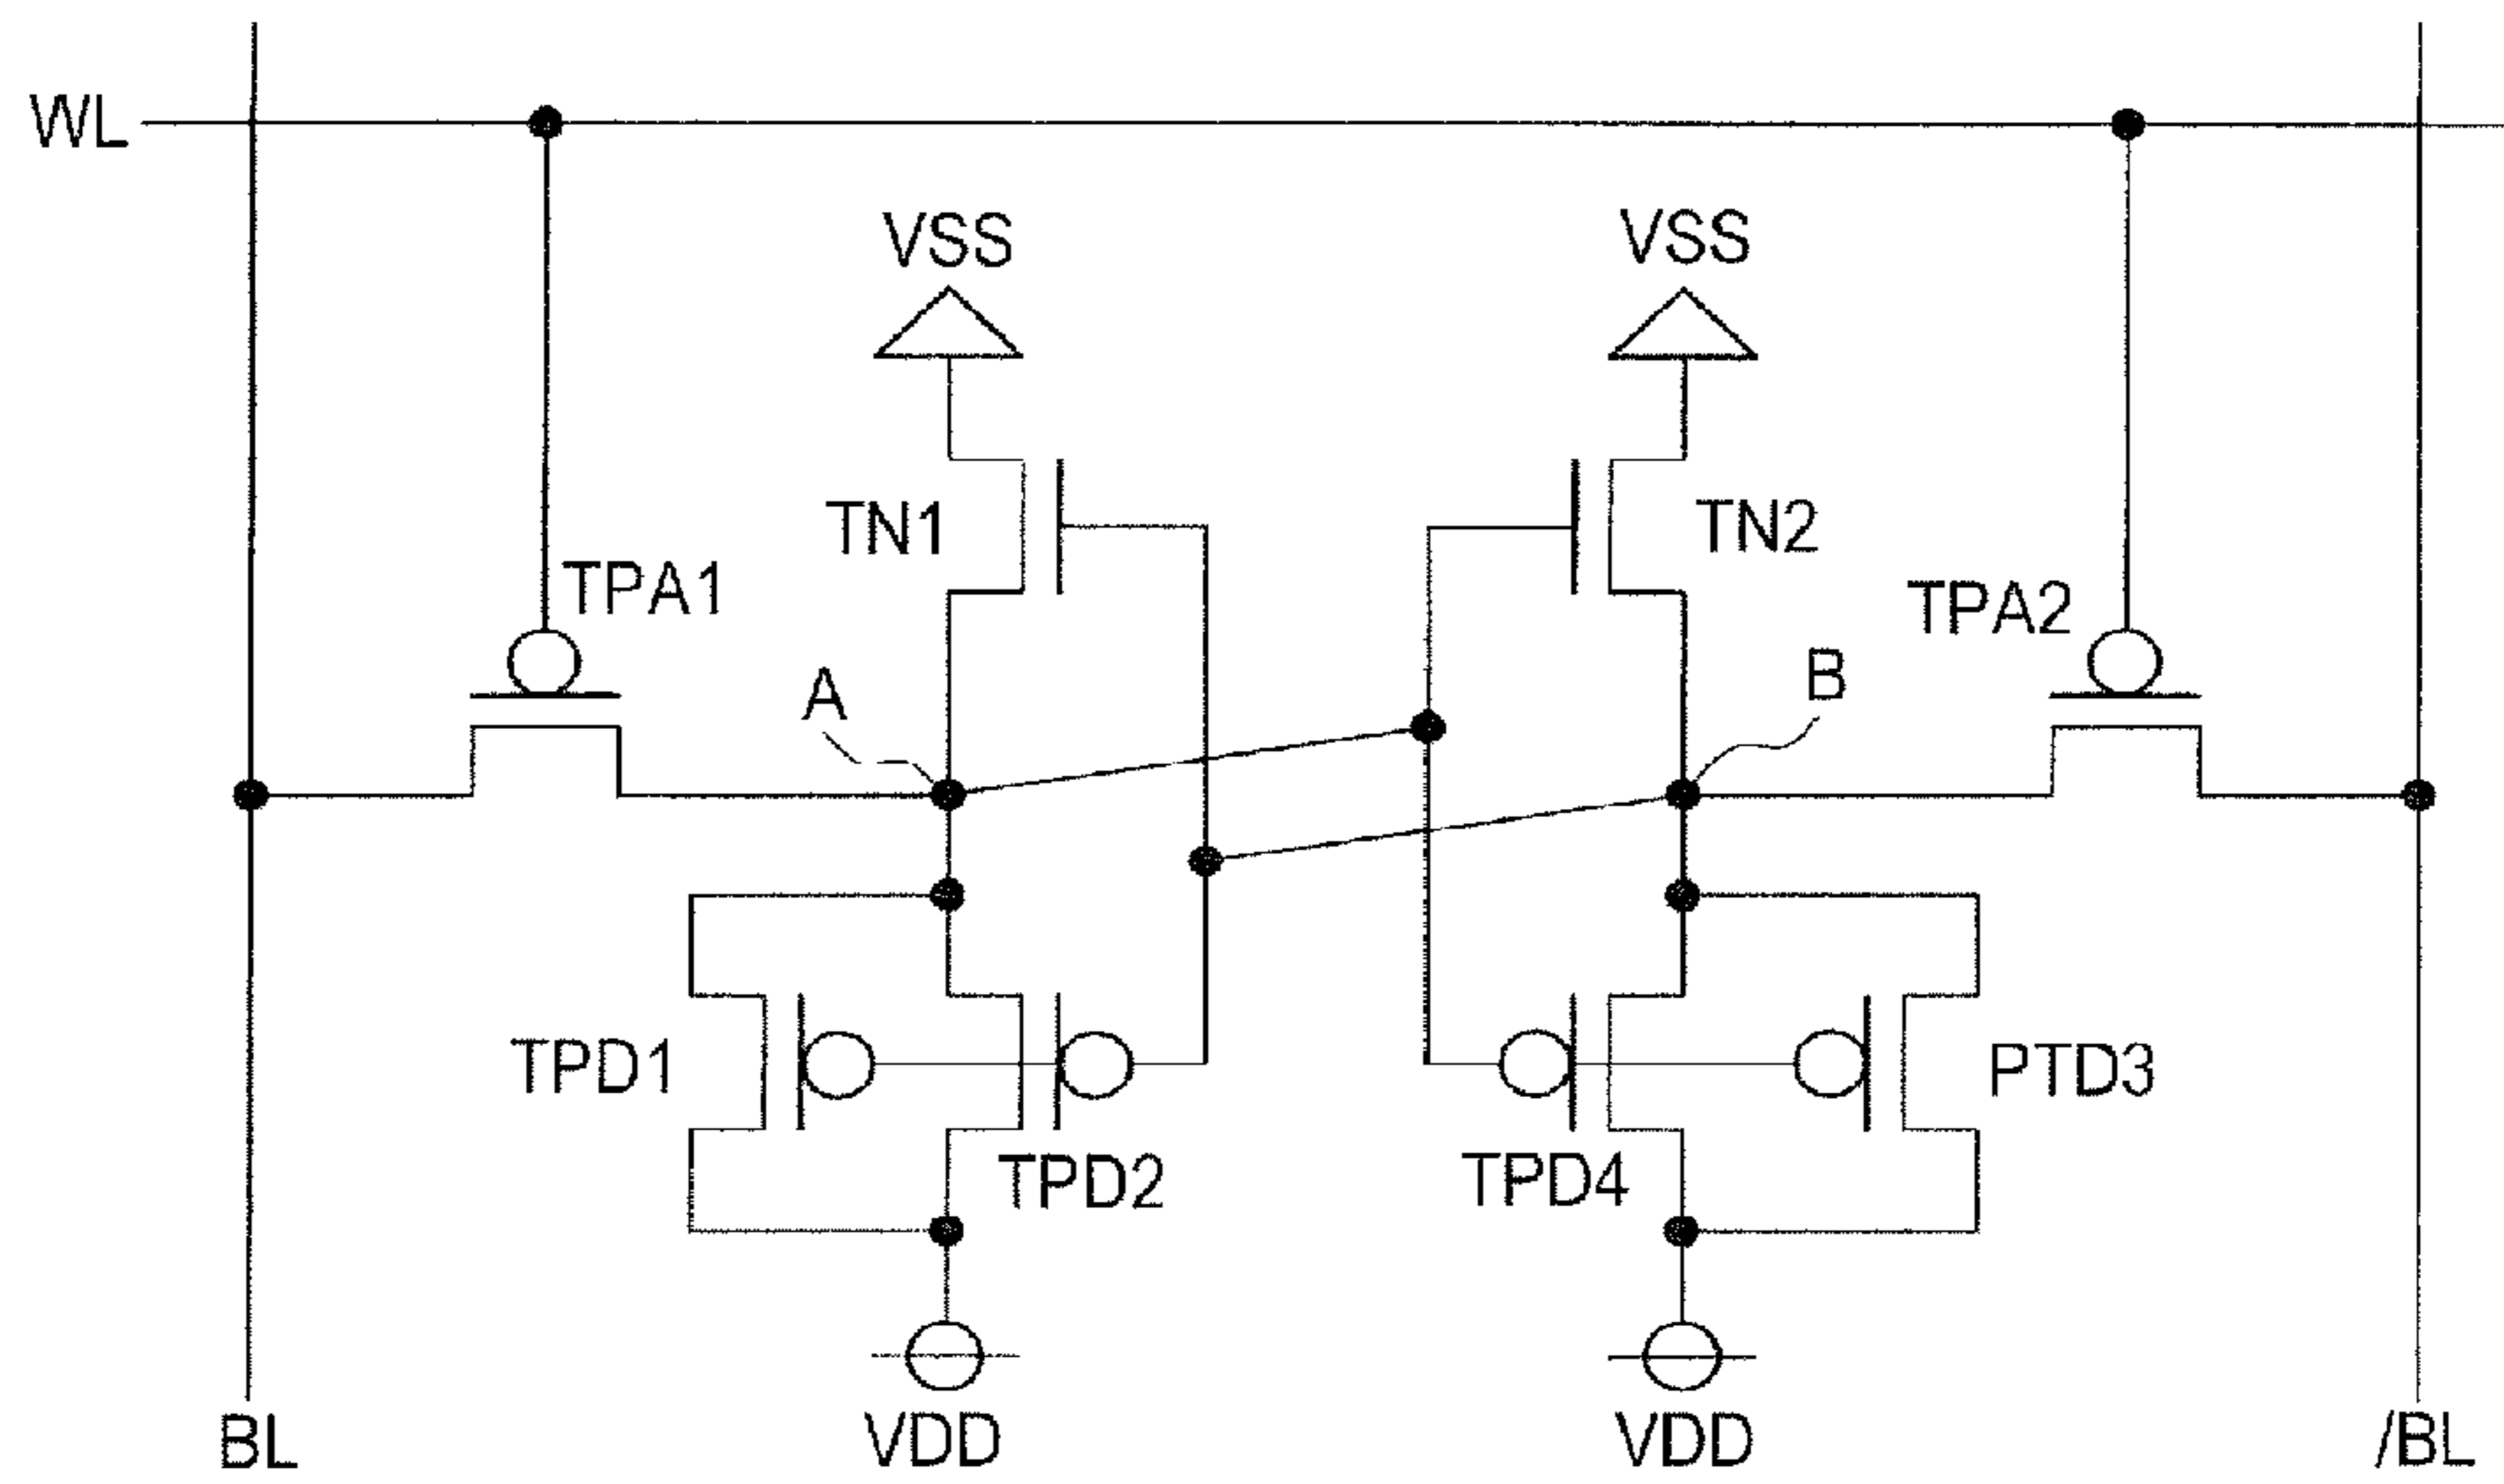 WL
VSS
VSS
TN1
TN2
TPA1
TPA2
A
B
TPD1
PTD3
TPD2
TPD4
BL
VDD
VDD
/BL